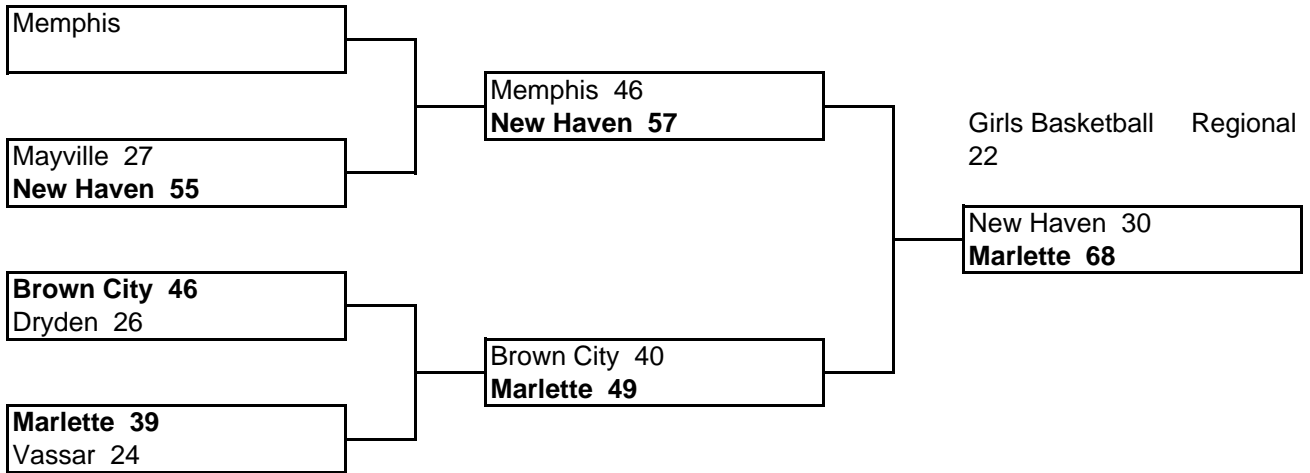 Memphis
Mayville 27
New Haven 55
Brown City 46
Dryden 26
Marlette 39
Vassar 24
Memphis 46
New Haven 57
Brown City 40
Marlette 49
Girls Basketball Regional
22
New Haven 30
Marlette 68